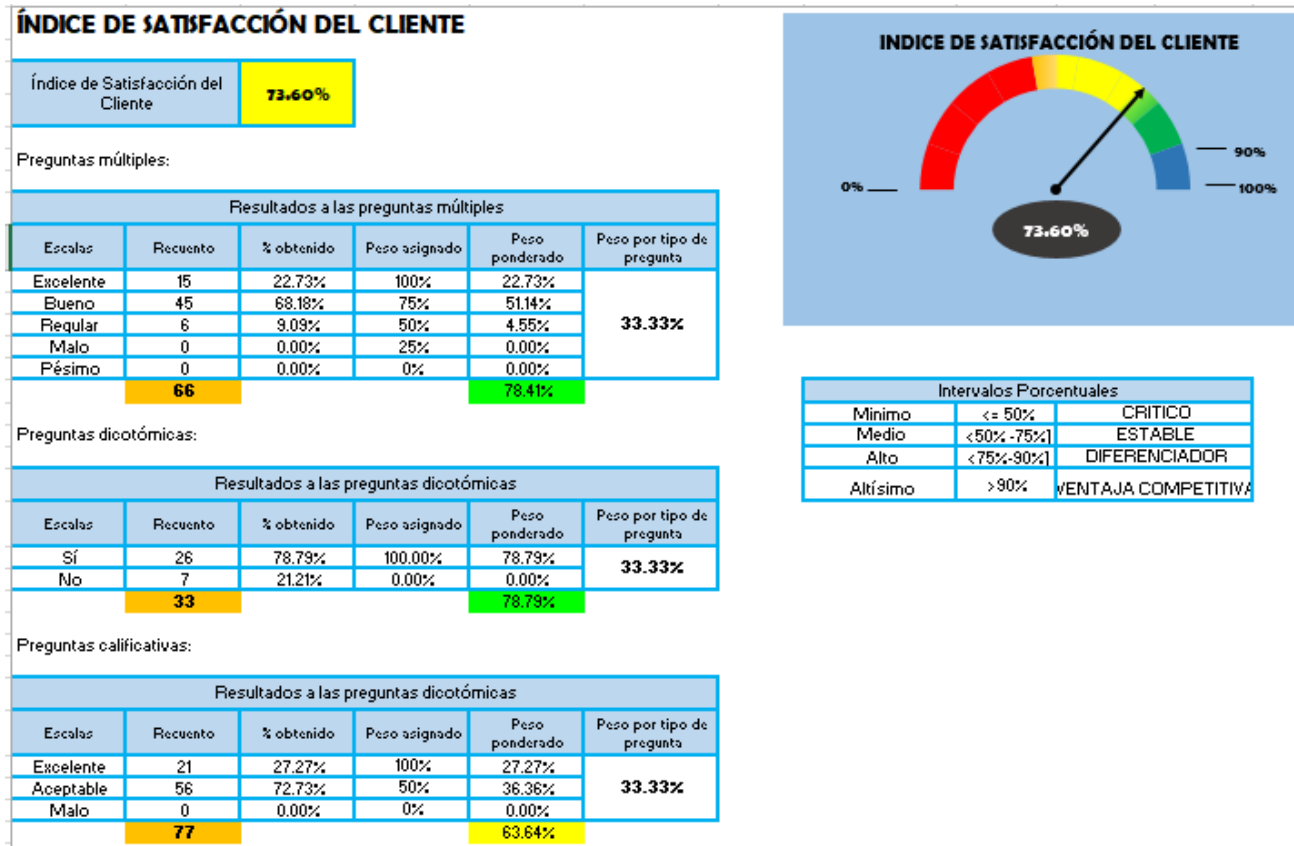 ÍNDICE DE SATISFACCIÓN DEL CLIENTE
Índice de Satisfacción del
Cliente
73.60%
Preguntas múltiples:
Resultados a las preguntas múltiples
Escalas Recuento % obtenido Peso asignado Peso ponderado Peso por tipo de pregunta
Excelente 15 22.73% 100% 22.73%
Bueno 45 68.18% 75% 51.14%
Regular 6 9.09% 50% 4.55% 33.33%
Malo 0 0.00% 25% 0.00%
Pésimo 0 0.00% 0% 0.00%
66 78.41%
Preguntas dicotómicas:
Resultados a las preguntas dicotómicas
Escalas Recuento % obtenido Peso asignado Peso ponderado Peso por tipo de pregunta
Sí 26 78.79% 100.00% 78.79% 33.33%
No 7 21.21% 0.00% 0.00%
33 78.79%
Preguntas calificativas:
Resultados a las preguntas dicotómicas
Escalas Recuento % obtenido Peso asignado Peso ponderado Peso por tipo de pregunta
Excelente 21 27.27% 100% 27.27%
Aceptable 56 72.73% 50% 36.36% 33.33%
Malo 0 0.00% 0% 0.00%
77 63.64%
INDICE DE SATISFACCIÓN DEL CLIENTE
90%
0%
100%
73.60%
Intervalos Porcentuales
Minimo <= 50% CRITICO
Medio <50% -75%] ESTABLE
Alto <75%-90%] DIFERENCIADOR
Altísimo >90% VENTAJA COMPETITIVA